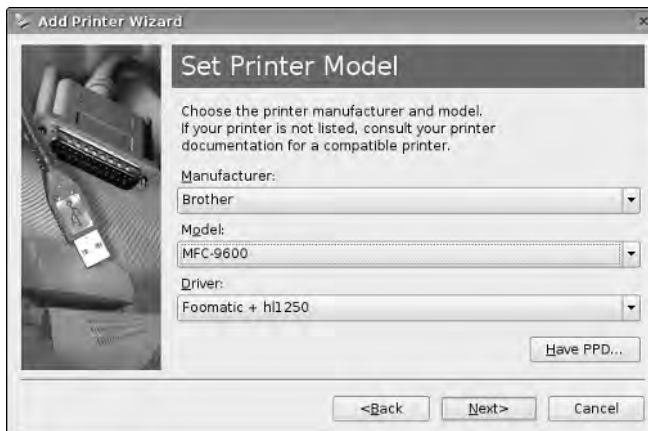 Add Printer Wizard
Set Printer Model
Choose the printer manufacturer and model.
If your printer is not listed, consult your printer
documentation for a compatible printer.
Manufacturer:
Brother
Model:
MFC-9600
Driver:
Foomatic + hl1250
Have PPD...
<Back
Next>
Cancel